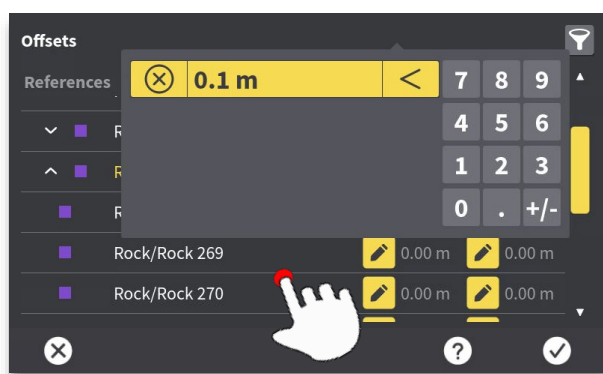 Offsets
References
0.1 m <
7 8 9
4 5 6
1 2 3
0 . +/-
R
R
R
Rock/Rock 269 0.00 m 0.00 m
Rock/Rock 270 0.00 m 0.00 m
?